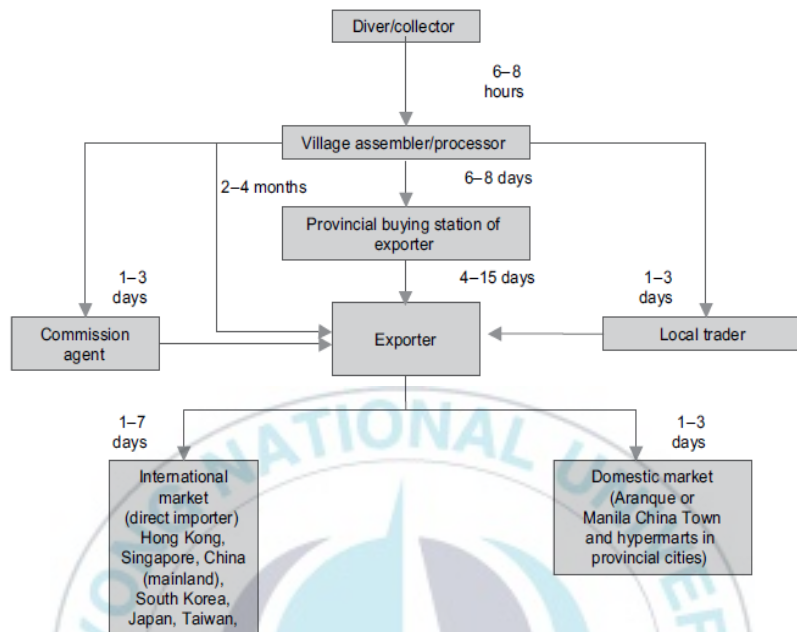 Diver/collector
6–8
hours
Village assembler/processor
2–4 months
6–8 days
Provincial buying station of
exporter
4–15 days
1–3
days
1–3
days
Commission
agent
Exporter
Local trader
1–7
days
1–3
days
International
market
(direct importer)
Hong Kong,
Singapore, China
(mainland),
South Korea,
Japan, Taiwan,
Domestic market
(Aranque or
Manila China Town
and hypermarts in
provincial cities)
ONG NATIONAL UNIVER